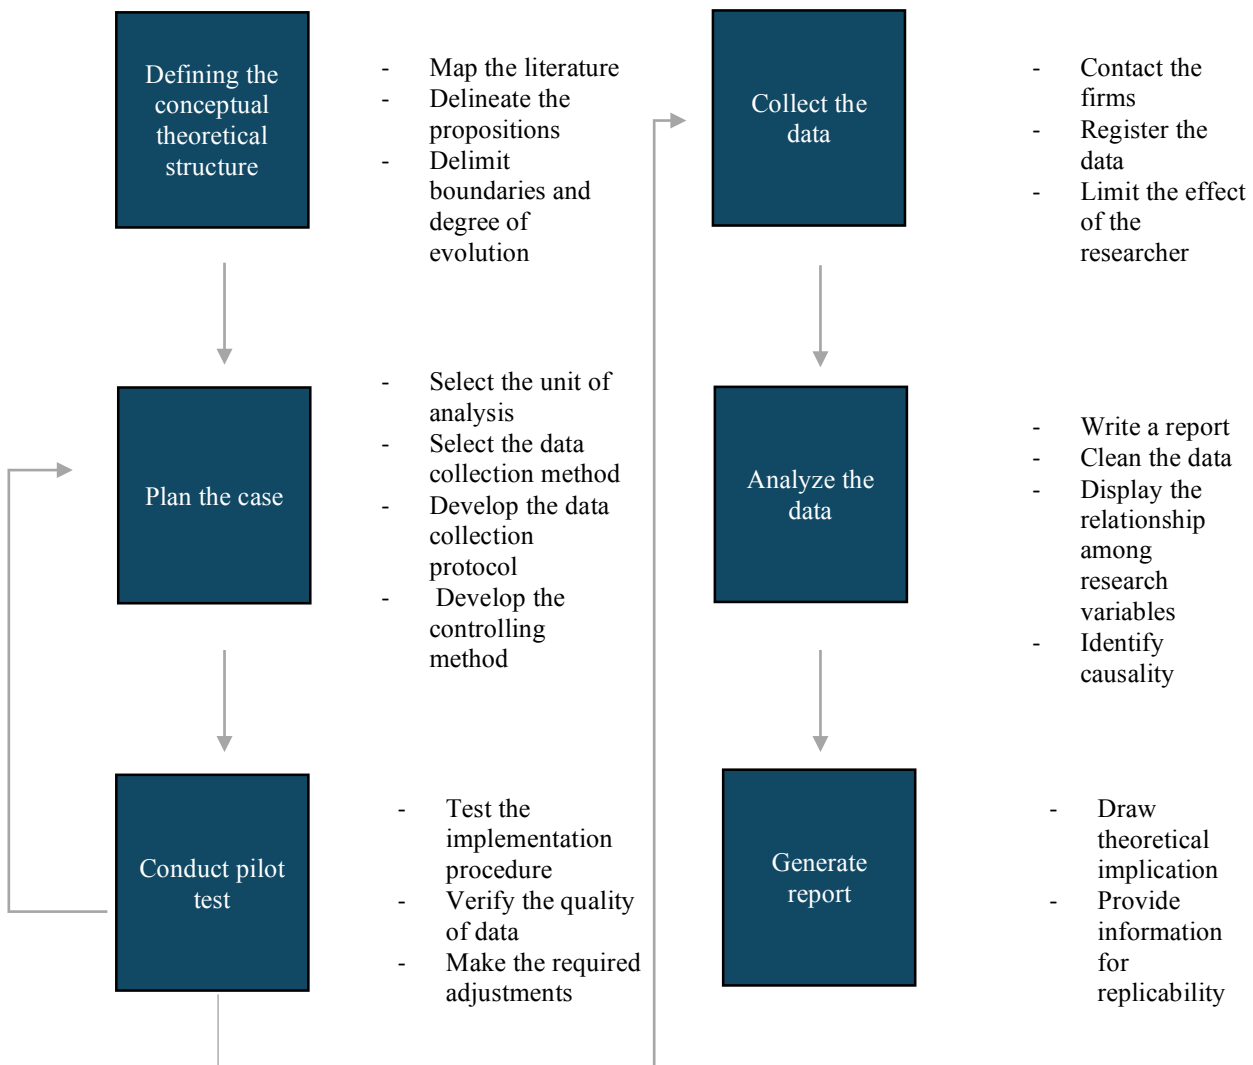 Defining the
conceptual
theoretical
structure
- Map the literature
- Delineate the
propositions
- Delimit
boundaries and
degree of
evolution
Plan the case
- Select the unit of
analysis
- Select the data
collection method
- Develop the data
collection
protocol
- Develop the
controlling
method
Conduct pilot
test
- Test the
implementation
procedure
- Verify the quality
of data
- Make the required
adjustments
Collect the
data
- Contact the
firms
- Register the
data
- Limit the effect
of the
researcher
Analyze the
data
- Write a report
- Clean the data
- Display the
relationship
among
research
variables
- Identify
causality
Generate
report
- Draw
theoretical
implication
- Provide
information
for
replicability